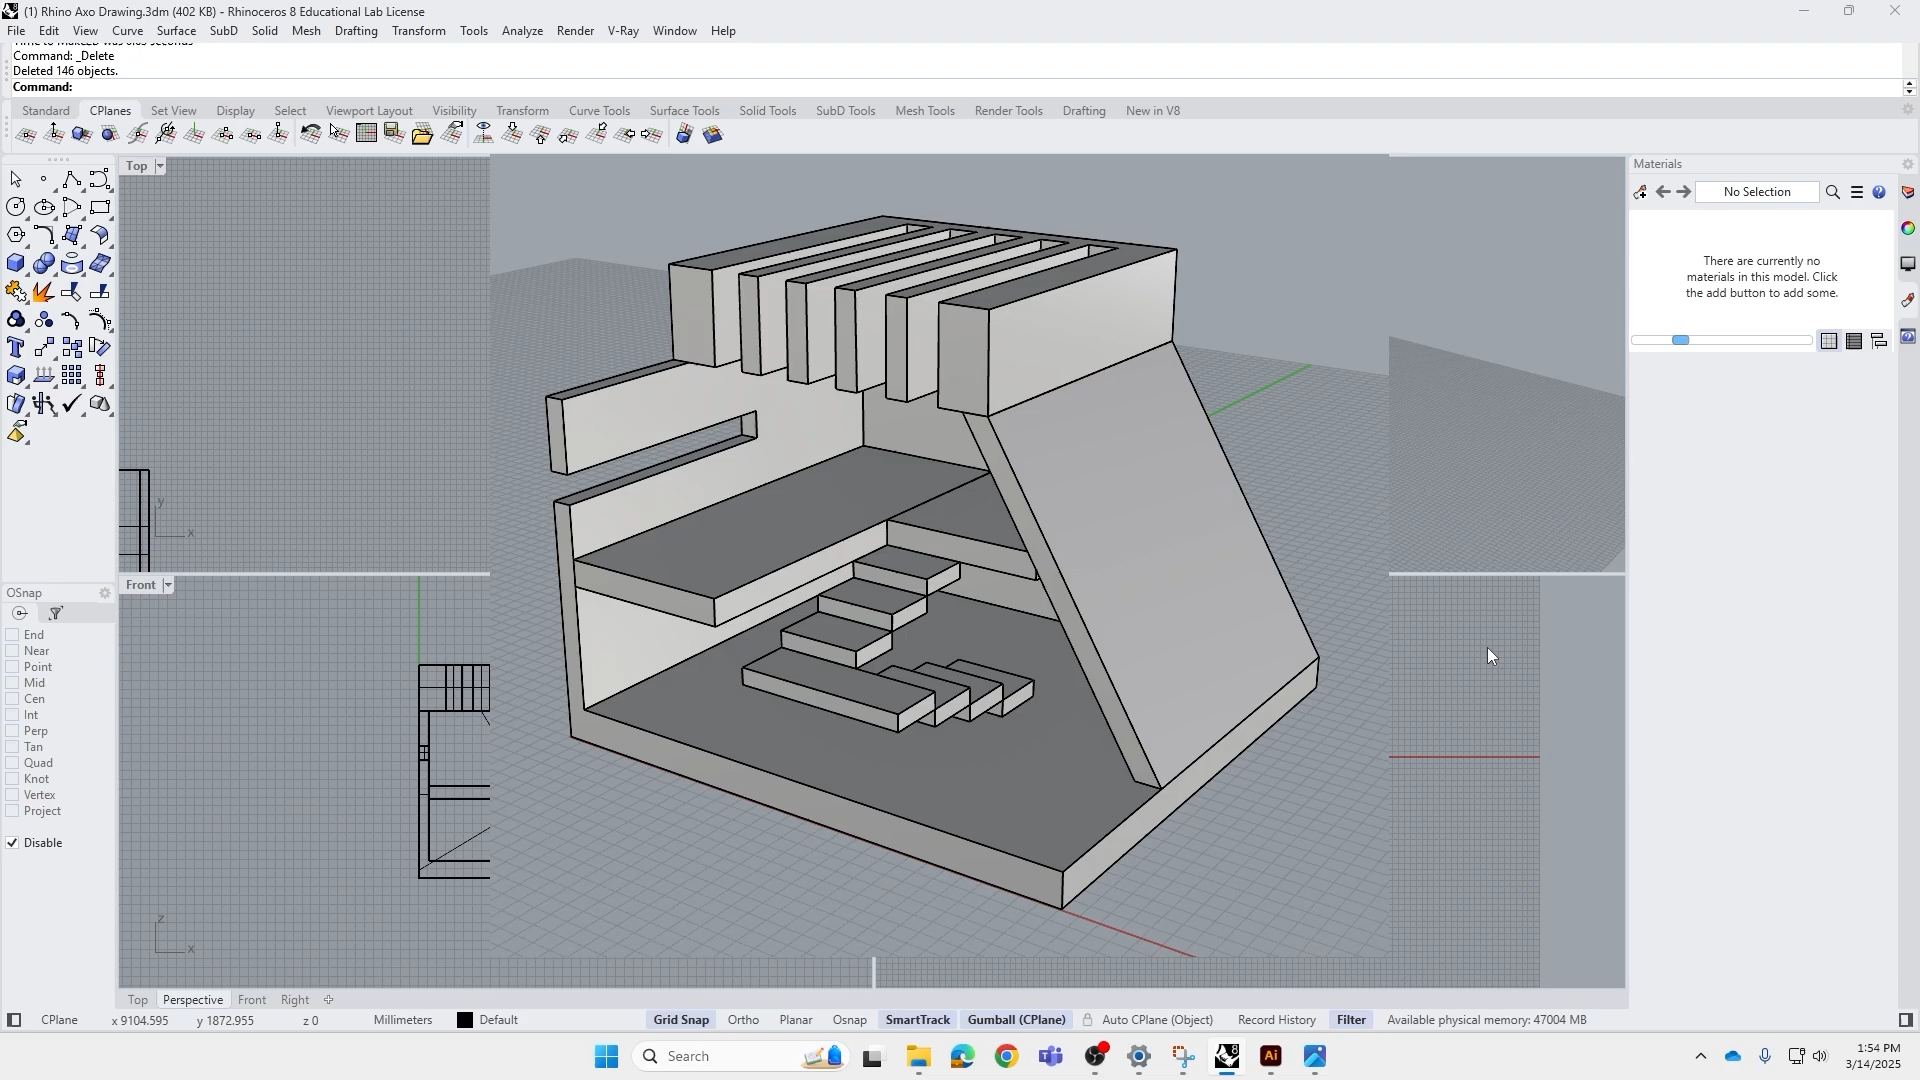 (1) Rhino Axo Drawing.3dm (402 KB) - Rhinoceros 8 Educational Lab License
File Edit View Curve Surface SubD Solid Mesh Drafting Transform Tools Analyze Render V-Ray Window Help
Command: _Delete
Deleted 146 objects.
Command:
Standard CPlanes Set View Display Select Viewport Layout Visibility Transform Curve Tools Surface Tools Solid Tools SubD Tools Mesh Tools Render Tools Drafting New in V8
Top
Materials
No Selection
There are currently no
materials in this model. Click
the add button to add some.
y
x
Front
OSnap
End
Near
Point
Mid
Cen
Int
Perp
Tan
Quad
Knot
Vertex
Project
Disable
z
x
Top Perspective Front Right
CPlane x 9104.595 y 1872.955 z 0 Millimeters Default Grid Snap Ortho Planar Osnap SmartTrack Gumball (CPlane) Auto CPlane (Object) Record History Filter Available physical memory: 47004 MB
Search
1:54 PM
3/14/2025